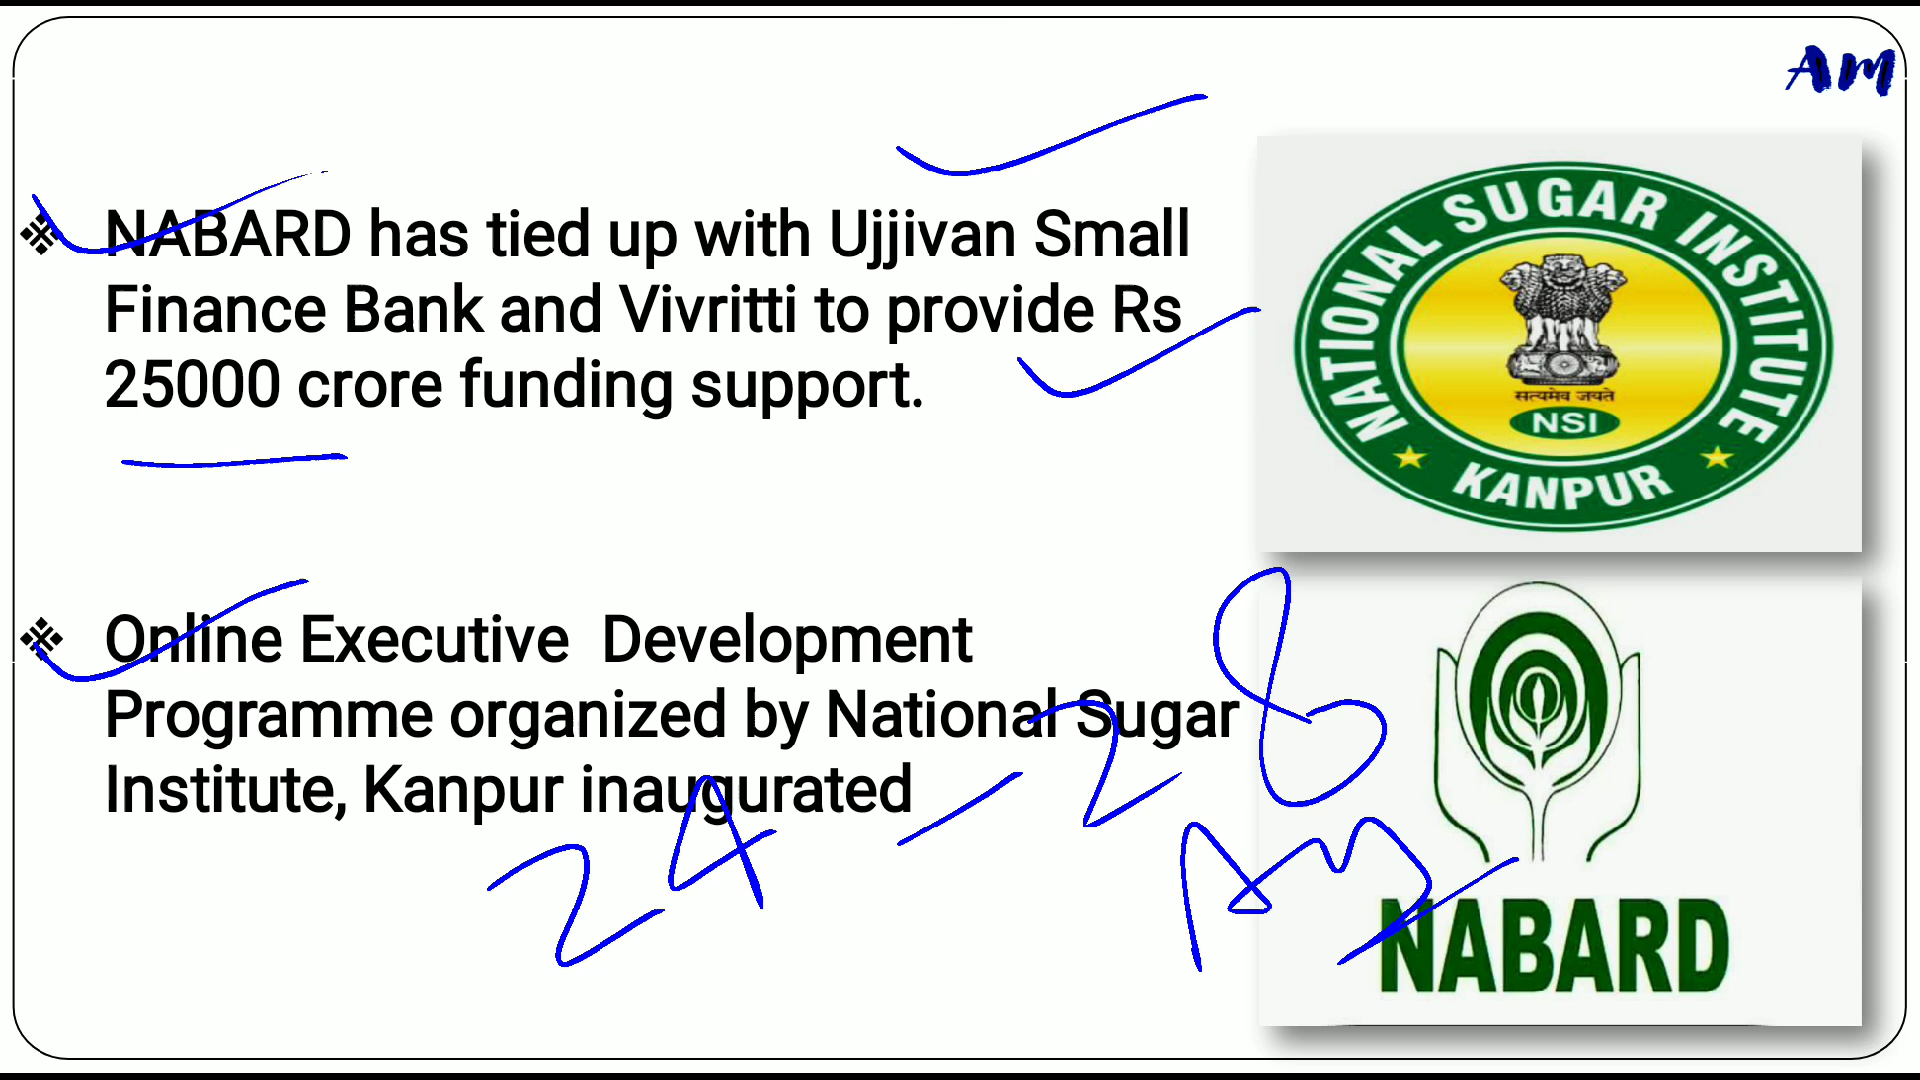 AM
NABARD has tied up with Ujjivan Small
Finance Bank and Vivritti to provide Rs
25000 crore funding support.
NATIONAL SUGAR INSTITUTE
सत्यमेव जयते
NSI
KANPUR
Online Executive  Development
Programme organized by National Sugar
Institute, Kanpur inaugurated
24 - 28
NABARD